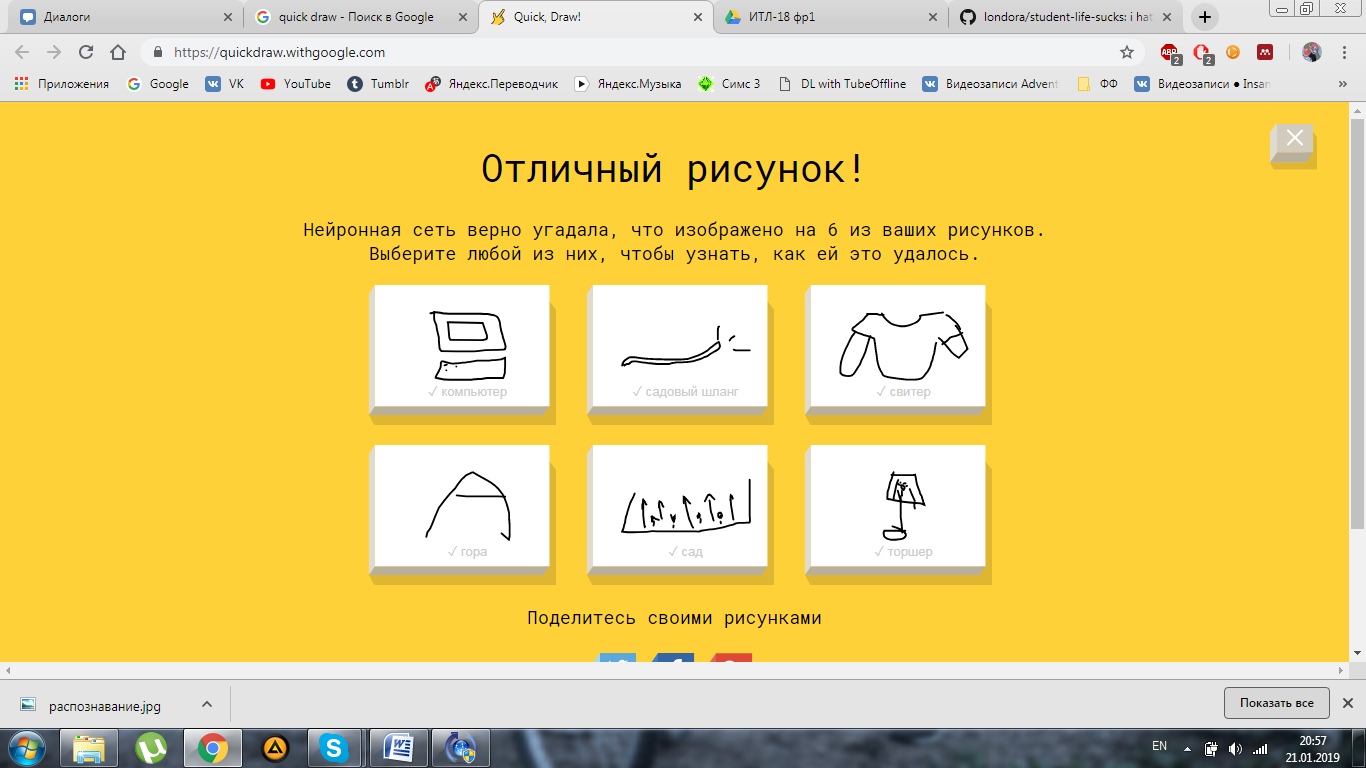 Диалоги
quick draw - Поиск в Google
Quick, Draw!
ИТЛ-18 фр1
londora/student-life-sucks: i hat
https://quickdraw.withgoogle.com
2
2
Приложения
Google
VK
YouTube
Tumblr
Яндекс.Переводчик
Яндекс.Музыка
Симс 3
DL with TubeOffline
Видеозаписи Advent
ФФ
Видеозаписи ● Insan
»
Отличный рисунок!
Нейронная сеть верно угадала, что изображено на 6 из ваших рисунков.
Выберите любой из них, чтобы узнать, как ей это удалось.
✓ компьютер
✓ садовый шланг
✓ свитер
✓ гора
✓ сад
✓ торшер
Поделитесь своими рисунками
распознавание.jpg
Показать все
EN
20:57
21.01.2019